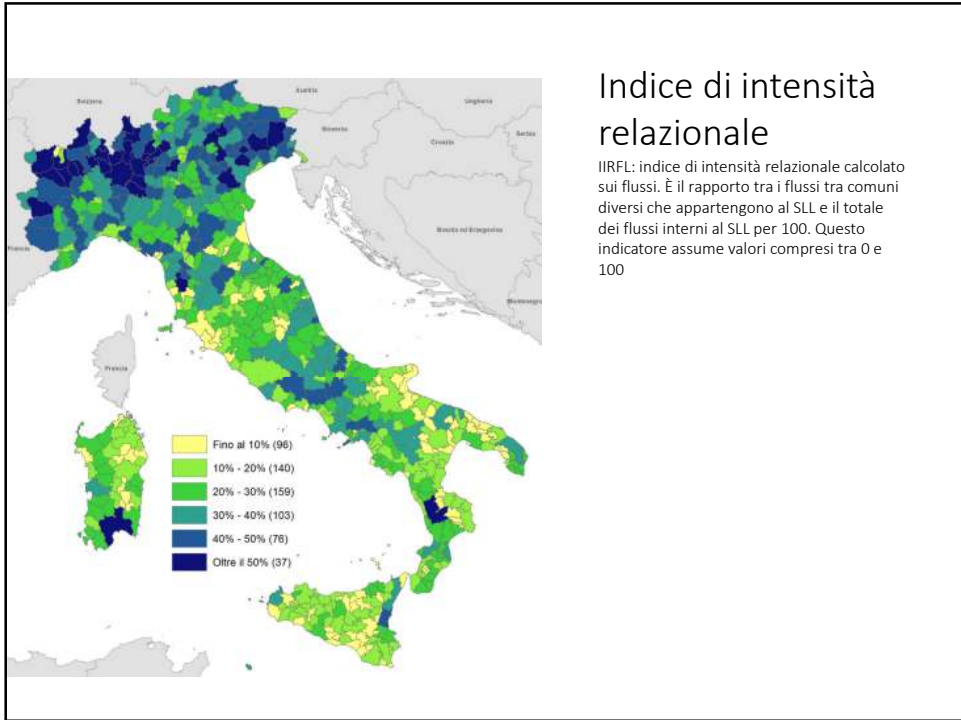 Indice di intensità
relazionale
IIRFL: indice di intensità relazionale calcolato
sui flussi. È il rapporto tra i flussi tra comuni
diversi che appartengono al SLL e il totale
dei flussi interni al SLL per 100. Questo
indicatore assume valori compresi tra 0 e
100
Svizzera
Austria
Ungheria
Slovenia
Croazia
Serbia
Bosnia ed Erzegovina
Francia
Montenegro
Francia
Fino al 10% (96)
10% - 20% (140)
20% - 30% (159)
30% - 40% (103)
40% - 50% (76)
Oltre il 50% (37)